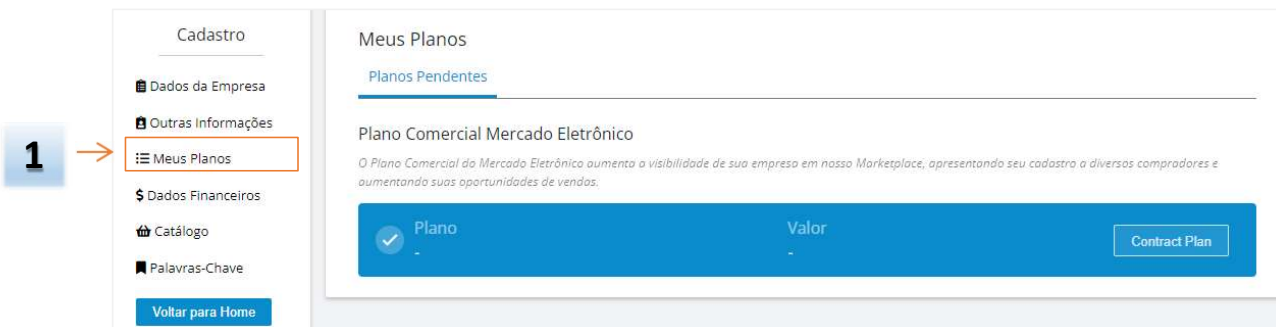 1
Cadastro
Dados da Empresa
Outras Informações
Meus Planos
Dados Financeiros
Catálogo
Palavras-Chave
Voltar para Home
Meus Planos
Planos Pendentes
Plano Comercial Mercado Eletrônico
O Plano Comercial do Mercado Eletrônico aumenta a visibilidade de sua empresa em nosso Marketplace, apresentando seu cadastro a diversos compradores e
aumentando suas oportunidades de vendas.
Plano
-
Valor
-
Contract Plan